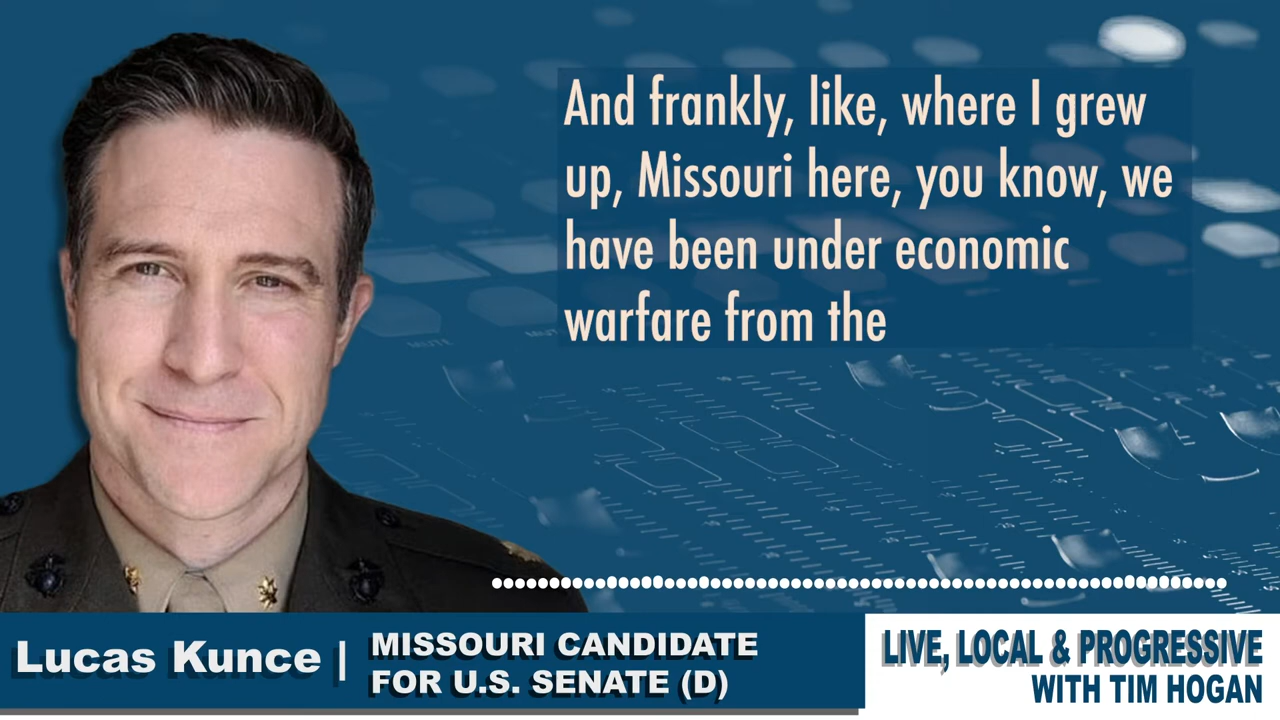 And frankly, like, where I grew
up, Missouri here, you know, we
have been under economic
warfare from the
MUTE
Lucas Kunce |
MISSOURI CANDIDATE
FOR U.S. SENATE (D)
LIVE, LOCAL & PROGRESSIVE
WITH TIM HOGAN